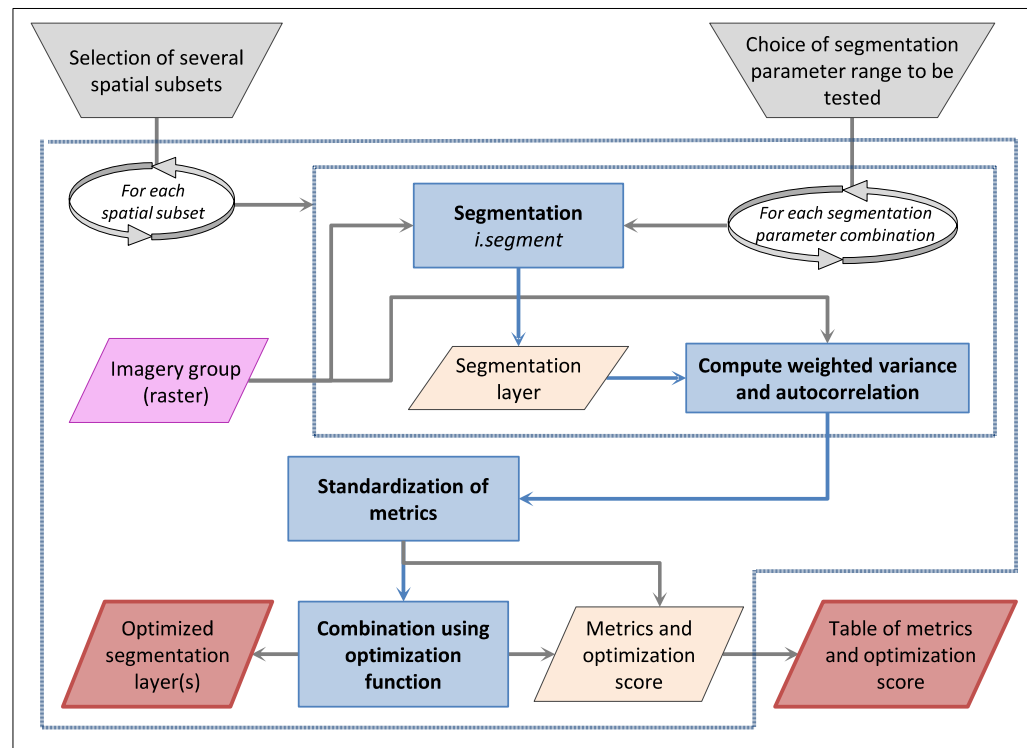 Selection of several
spatial subsets
Choice of segmentation
parameter range to be
tested
For each
spatial subset
Segmentation
i.segment
For each segmentation
parameter combination
Imagery group
(raster)
Segmentation
layer
Compute weighted variance
and autocorrelation
Standardization of
metrics
Optimized
segmentation
layer(s)
Combination using
optimization
function
Metrics and
optimization
score
Table of metrics
and optimization
score